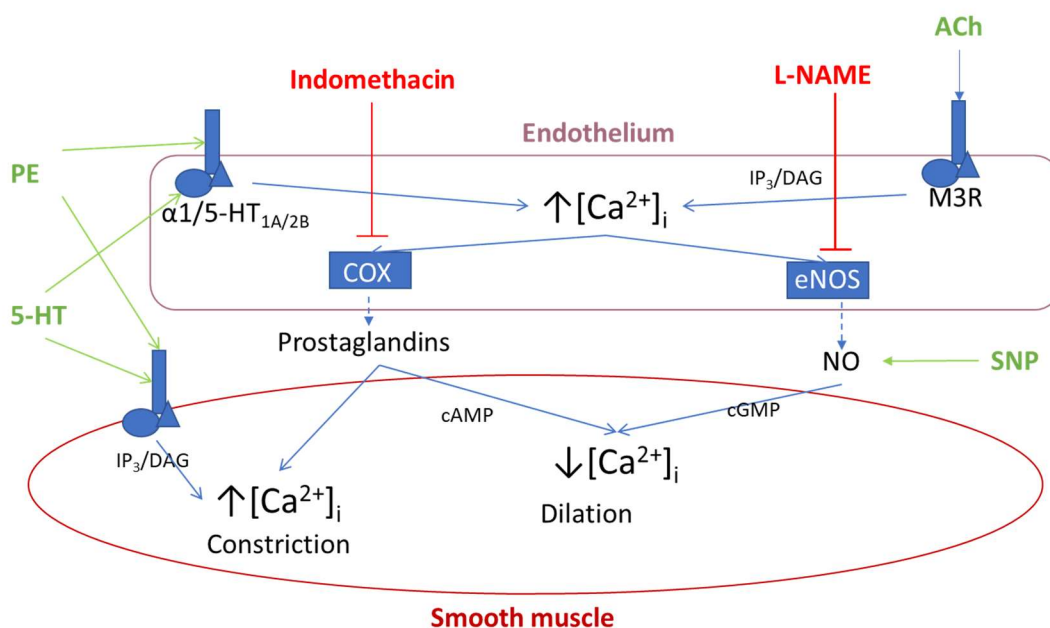 ACh
Indomethacin
L-NAME
Endothelium
PE
IP₃/DAG
α1/5-HT₁A/₂B
↑[Ca²⁺]ᵢ
M3R
COX
eNOS
5-HT
Prostaglandins
NO
SNP
cAMP
cGMP
IP₃/DAG
↑[Ca²⁺]ᵢ
↓[Ca²⁺]ᵢ
Constriction
Dilation
Smooth muscle